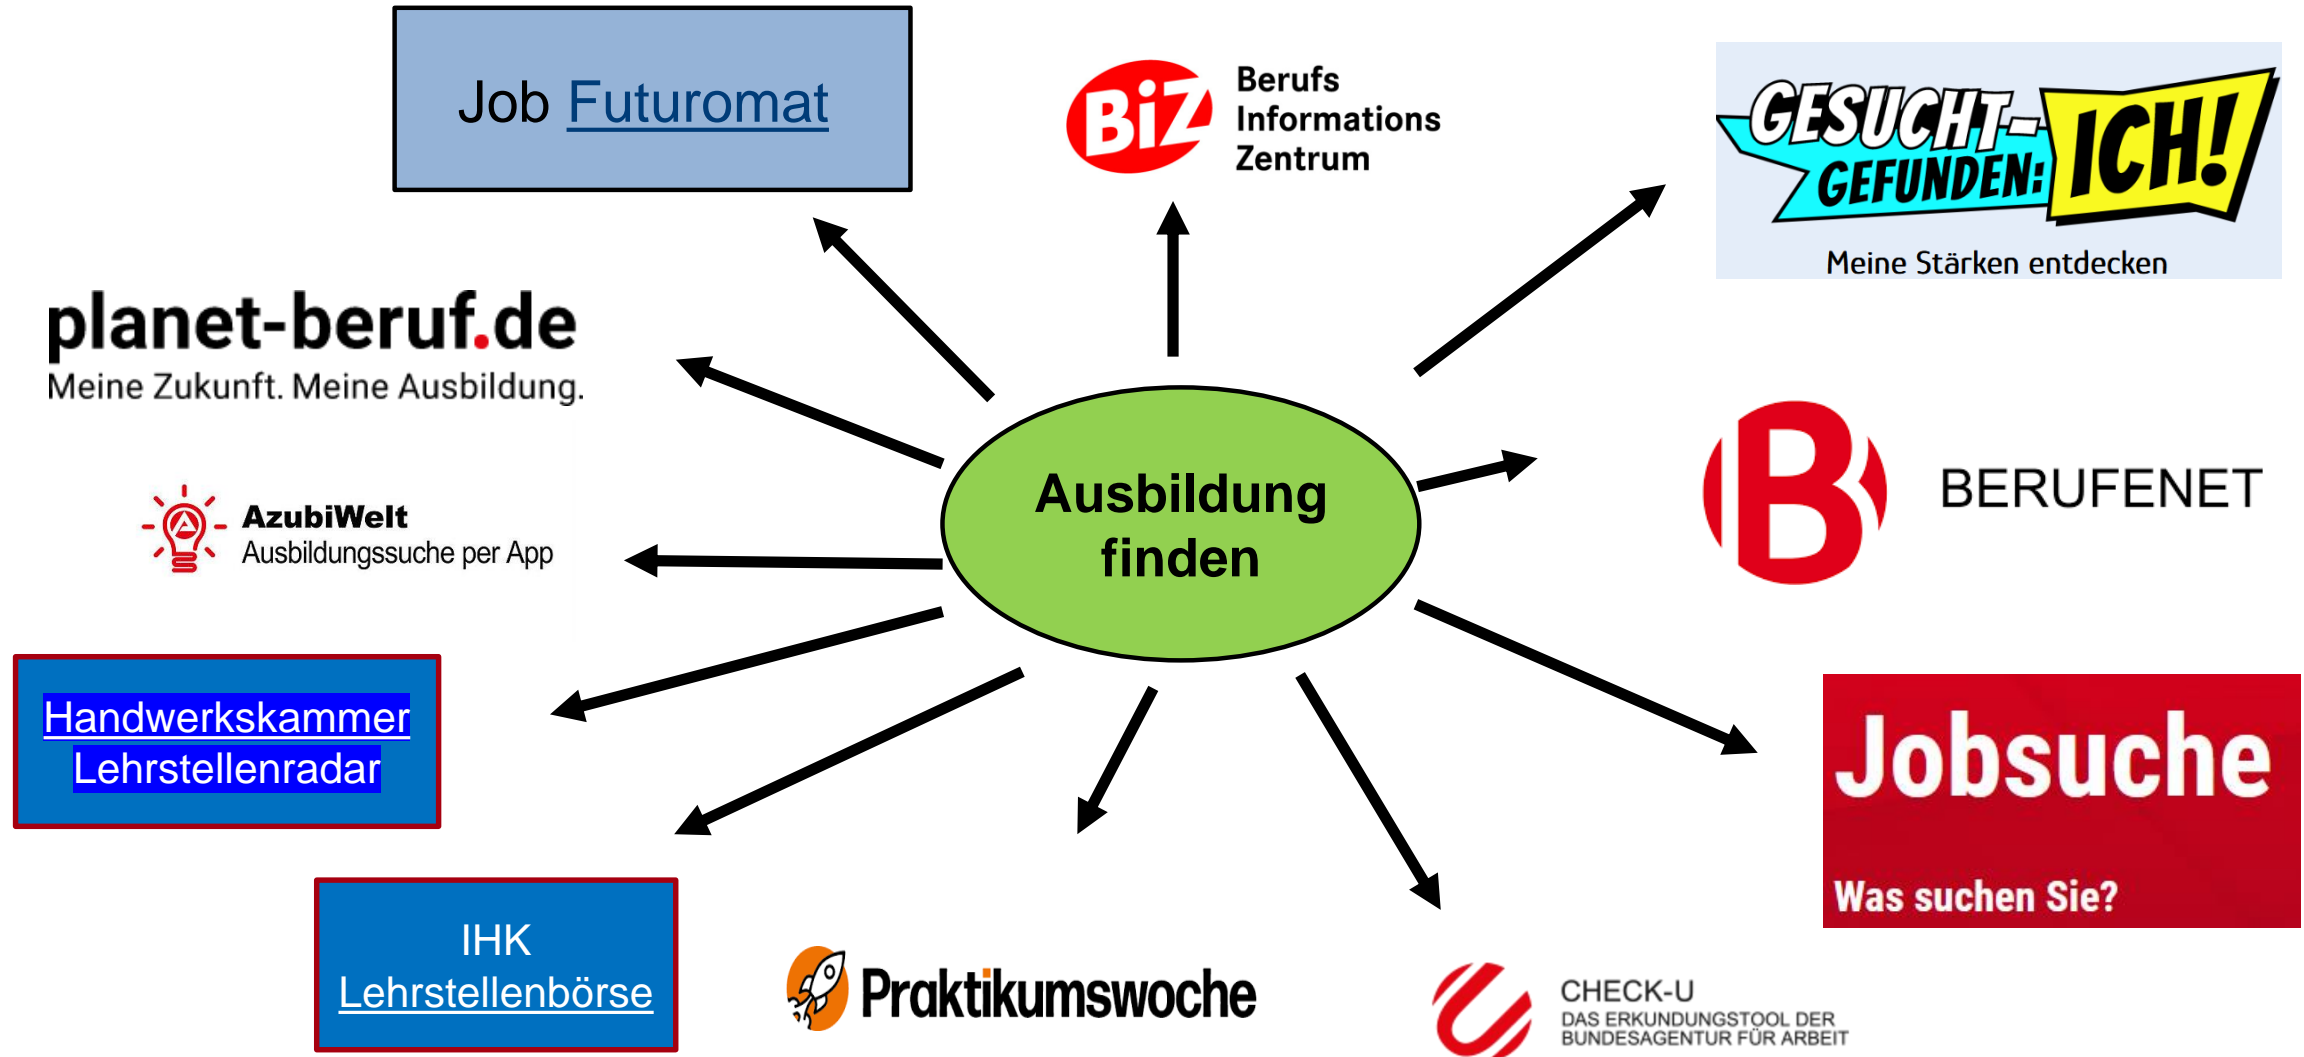 Job Futuromat
BiZ
Berufs
Informations
Zentrum
GESUCHT-
GEFUNDEN:
ICH!
Meine Stärken entdecken
planet-beruf.de
Meine Zukunft. Meine Ausbildung.
AzubiWelt
Ausbildungssuche per App
Ausbildung
finden
B
BERUFENET
Handwerkskammer
Lehrstellenradar
Jobsuche
Was suchen Sie?
IHK
Lehrstellenbörse
Praktikumswoche
CHECK-U
DAS ERKUNDUNGSTOOL DER
BUNDESAGENTUR FÜR ARBEIT